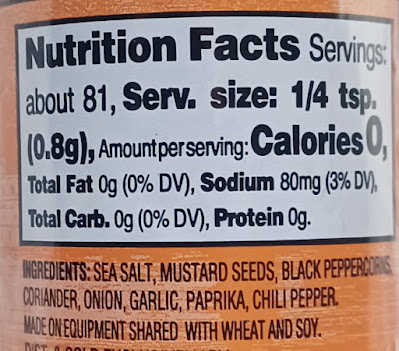 Nutrition Facts Servings:
about 81, Serv. size: 1/4 tsp.
(0.8g), Amount per serving: Calories 0,
Total Fat 0g (0% DV), Sodium 80mg (3% DV),
Total Carb. 0g (0% DV), Protein 0g.
INGREDIENTS: SEA SALT, MUSTARD SEEDS, BLACK PEPPERCORNS,
CORIANDER, ONION, GARLIC, PAPRIKA, CHILI PEPPER.
MADE ON EQUIPMENT SHARED WITH WHEAT AND SOY.